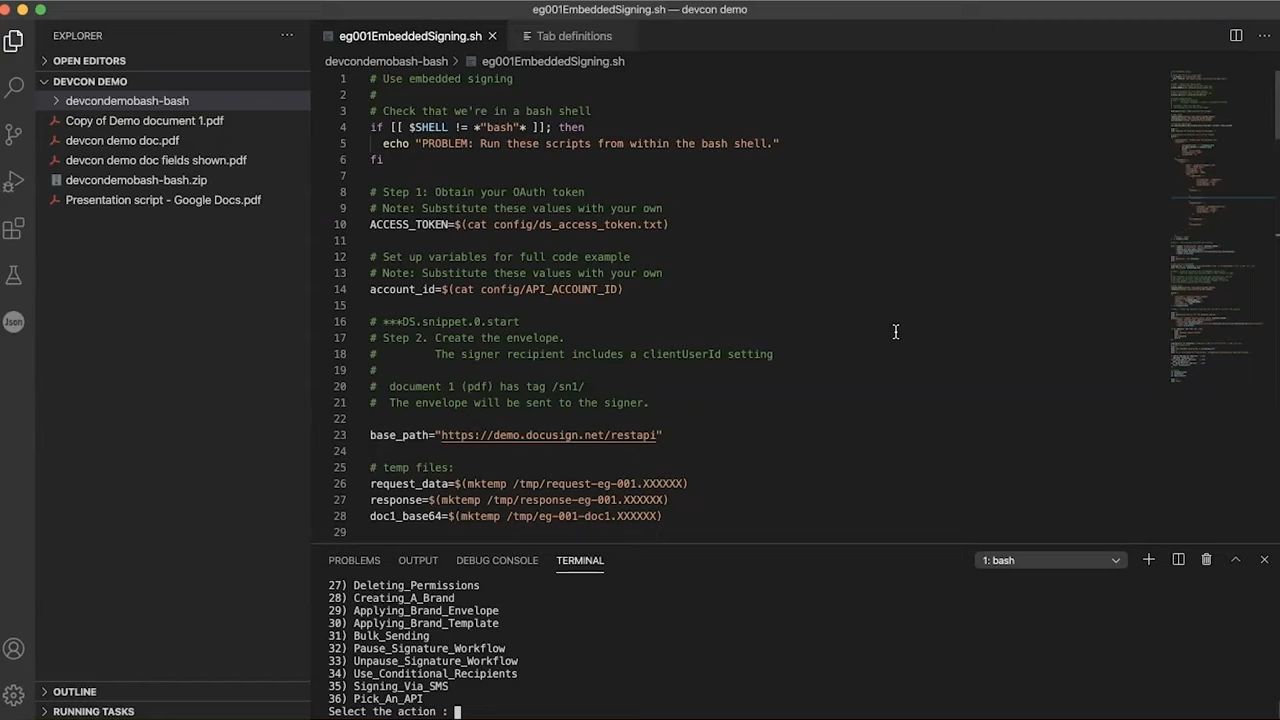 eg001EmbeddedSigning.sh — devcon demo
EXPLORER
eg001EmbeddedSigning.sh
Tab definitions
OPEN EDITORS
DEVCON DEMO
devcondemobash-bash
Copy of Demo document 1.pdf
devcon demo doc.pdf
devcon demo doc fields shown.pdf
devcondemobash-bash.zip
Presentation script - Google Docs.pdf
OUTLINE
RUNNING TASKS
Json
devcondemobash-bash > eg001EmbeddedSigning.sh
1 # Use embedded signing
2 #
3 # Check that we're in a bash shell
4 if [[ $SHELL != *"bash"* ]]; then
5 echo "PROBLEM: Run these scripts from within the bash shell."
6 fi
7
8 # Step 1: Obtain your OAuth token
9 # Note: Substitute these values with your own
10 ACCESS_TOKEN=$(cat config/ds_access_token.txt)
11
12 # Set up variables for full code example
13 # Note: Substitute these values with your own
14 account_id=$(cat config/API_ACCOUNT_ID)
15
16 # ***DS.snippet.0.start
17 # Step 2. Create the envelope.
18 # The signer recipient includes a clientUserId setting
19 #
20 # document 1 (pdf) has tag /sn1/
21 # The envelope will be sent to the signer.
22
23 base_path="https://demo.docusign.net/restapi"
24
25 # temp files:
26 request_data=$(mktemp /tmp/request-eg-001.XXXXXX)
27 response=$(mktemp /tmp/response-eg-001.XXXXXX)
28 doc1_base64=$(mktemp /tmp/eg-001-doc1.XXXXXX)
29
PROBLEMS OUTPUT DEBUG CONSOLE TERMINAL
1: bash
27) Deleting_Permissions
28) Creating_A_Brand
29) Applying_Brand_Envelope
30) Applying_Brand_Template
31) Bulk_Sending
32) Pause_Signature_Workflow
33) Unpause_Signature_Workflow
34) Use_Conditional_Recipients
35) Signing_Via_SMS
36) Pick_An_API
Select the action :